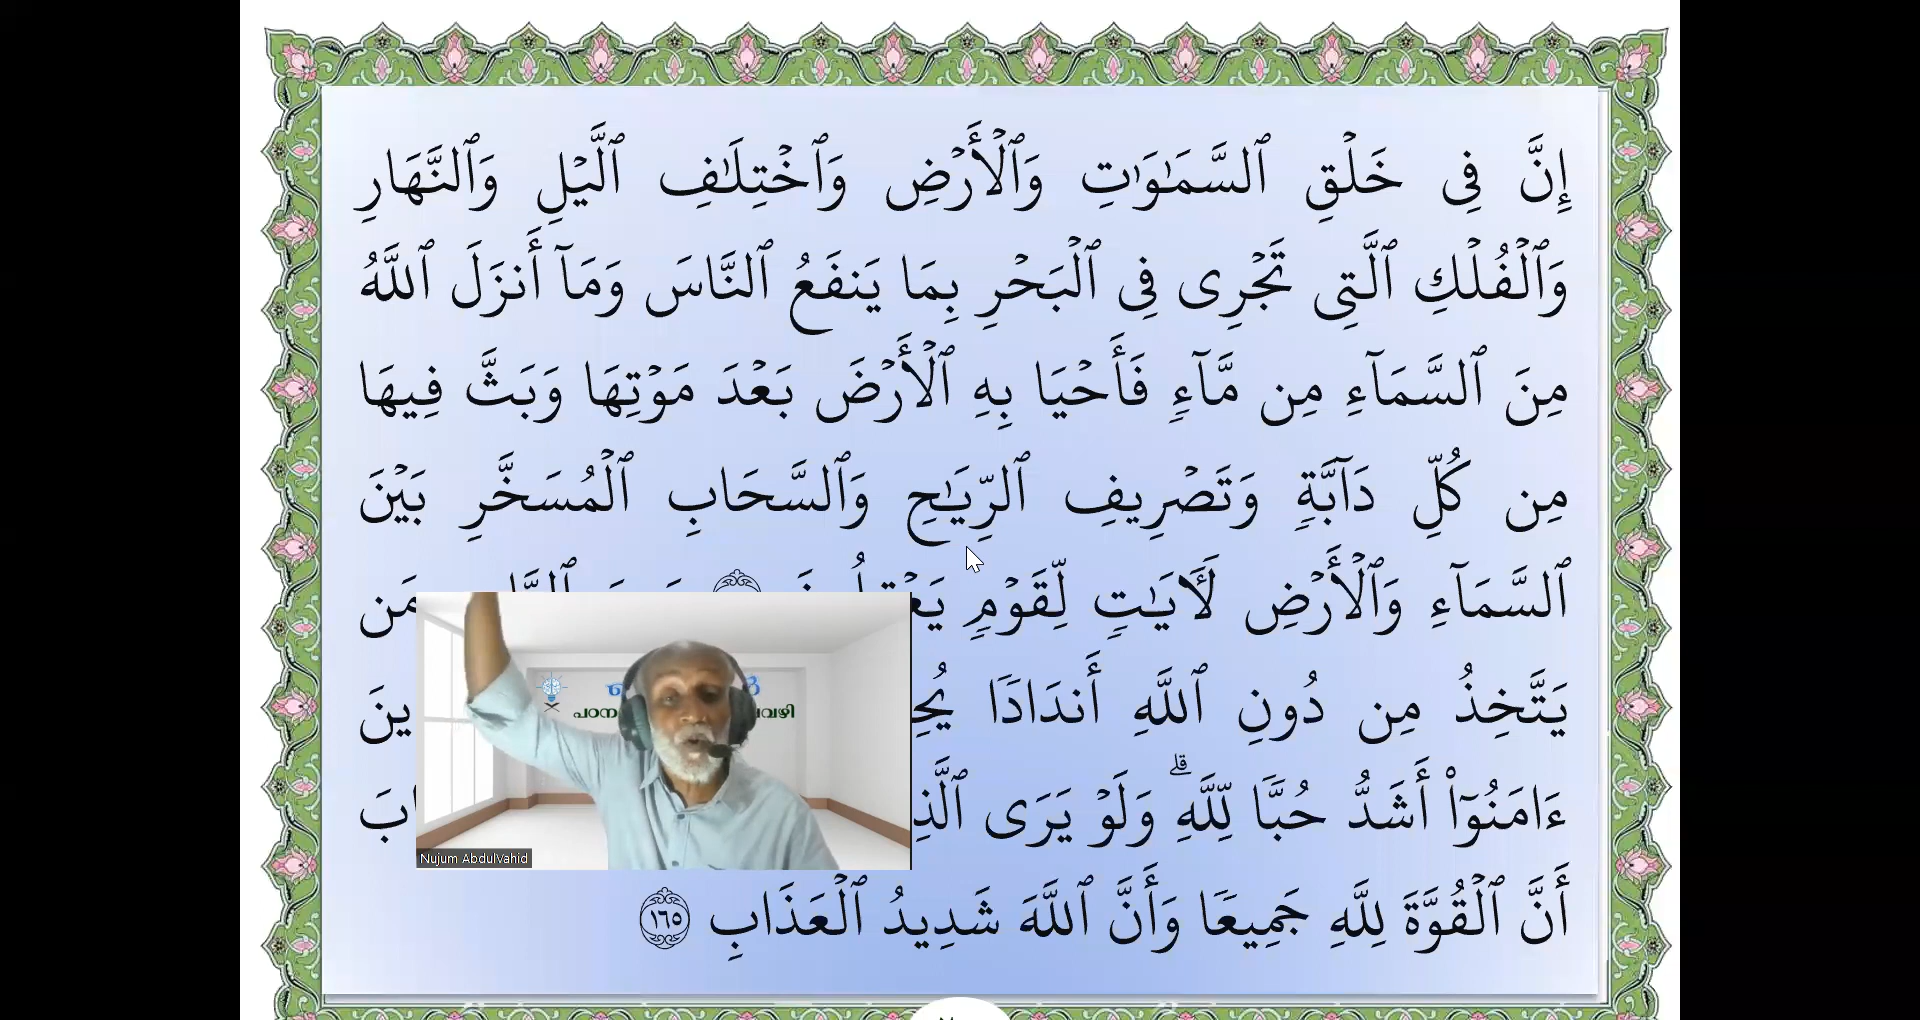 إِنَّ فِى خَلْقِ ٱلسَّمَٰوَٰتِ وَٱلْأَرْضِ وَٱخْتِلَٰفِ ٱلَّيْلِ وَٱلنَّهَارِ
وَٱلْفُلْكِ ٱلَّتِى تَجْرِى فِى ٱلْبَحْرِ بِمَا يَنفَعُ ٱلنَّاسَ وَمَآ أَنزَلَ ٱللَّهُ
مِنَ ٱلسَّمَآءِ مِن مَّآءٍ فَأَحْيَا بِهِ ٱلْأَرْضَ بَعْدَ مَوْتِهَا وَبَثَّ فِيهَا
مِن كُلِّ دَآبَّةٍ وَتَصْرِيفِ ٱلرِّيَٰحِ وَٱلسَّحَابِ ٱلْمُسَخَّرِ بَيْنَ
ٱلسَّمَآءِ وَٱلْأَرْضِ لَءَايَٰتٍ لِّقَوْمٍ مَن
يَتَّخِذُ مِن دُونِ ٱللَّهِ أَندَادًا
ءَامَنُوٓا۟ أَشَدُّ حُبًّا لِّلَّهِ ۗ وَلَوْ يَرَى
أَنَّ ٱلْقُوَّةَ لِلَّهِ جَمِيعًا وَأَنَّ ٱللَّهَ شَدِيدُ ٱلْعَذَابِ ١٦٥
Nujum AbdulVahid